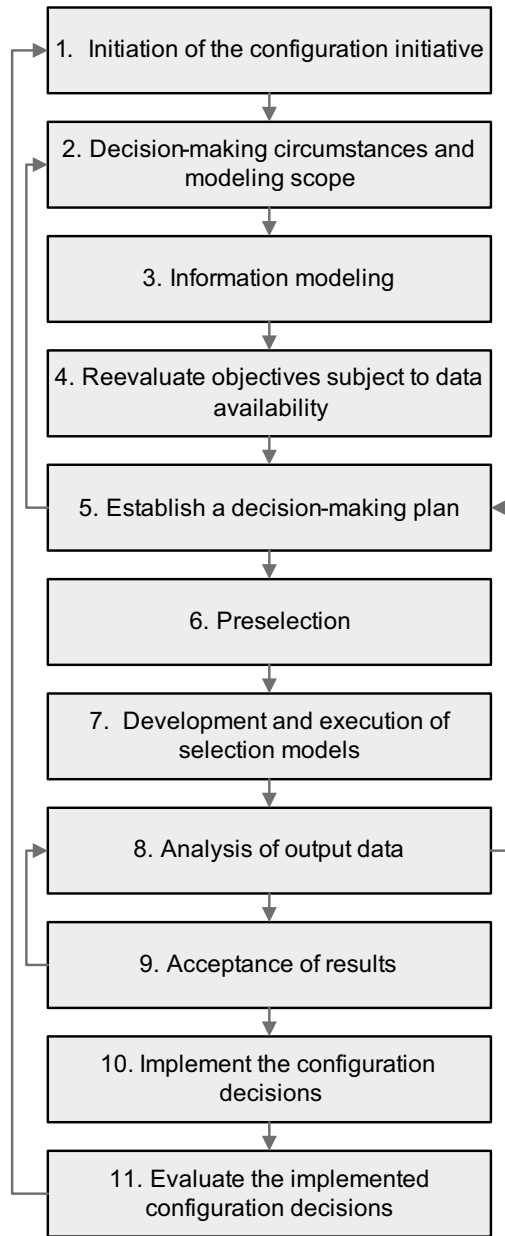 1. Initiation of the configuration initiative
2. Decision-making circumstances and
modeling scope
3. Information modeling
4. Reevaluate objectives subject to data
availability
5. Establish a decision-making plan
6. Preselection
7. Development and execution of
selection models
8. Analysis of output data
9. Acceptance of results
10. Implement the configuration
decisions
11. Evaluate the implemented
configuration decisions